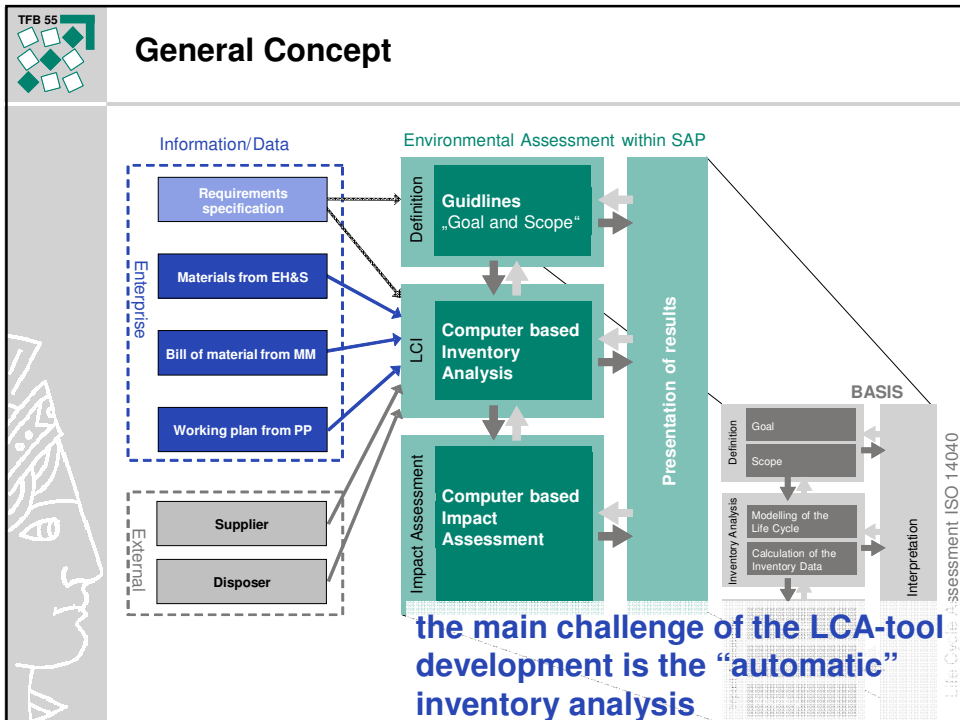 TFB 55
General Concept
Information/Data
Environmental Assessment within SAP
Enterprise
Requirements
specification
Materials from EH&S
Bill of material from MM
Working plan from PP
External
Supplier
Disposer
Definition
Guidlines
„Goal and Scope“
LCI
Computer based
Inventory
Analysis
Impact Assessment
Computer based
Impact
Assessment
Presentation of results
BASIS
Definition
Goal
Scope
Inventory Analysis
Modelling of the
Life Cycle
Calculation of the
Inventory Data
Interpretation
Life Cycle Assessment ISO 14040
the main challenge of the LCA-tool
development is the “automatic”
inventory analysis